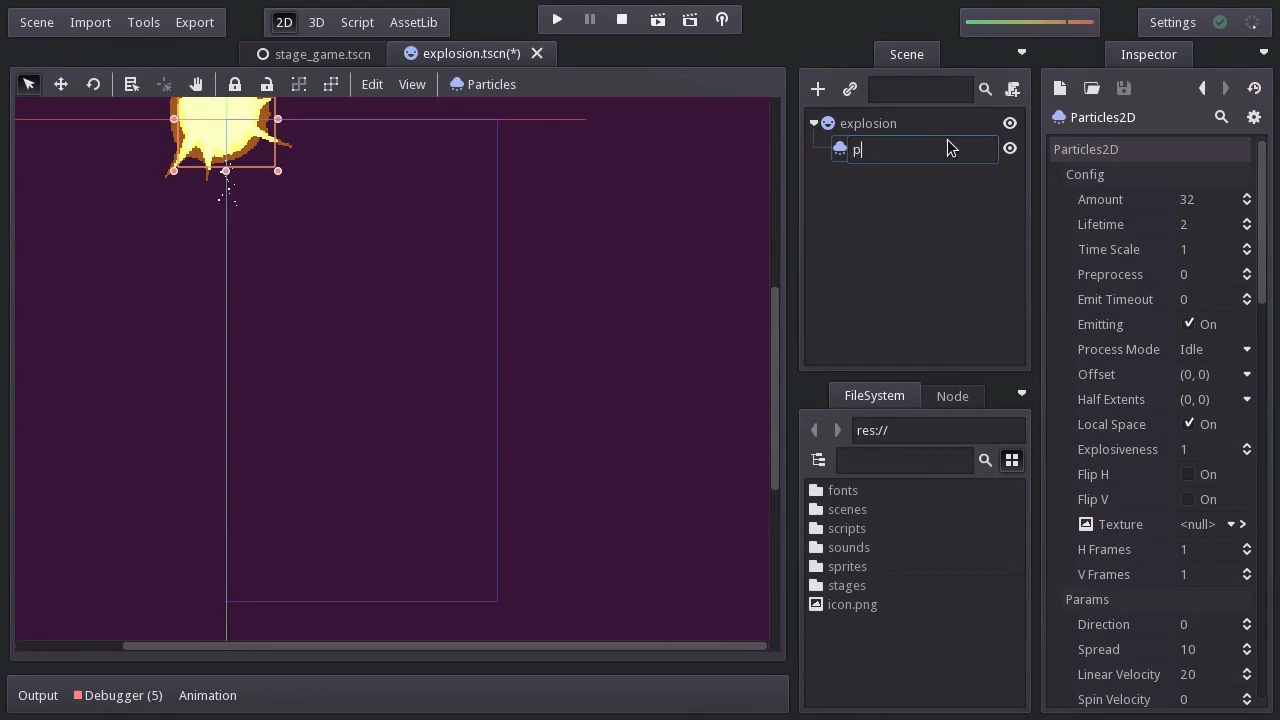 Scene Import Tools Export 2D 3D Script AssetLib Settings
stage_game.tscn explosion.tscn(*) Scene Inspector
Edit View Particles
Particles2D
explosion
p
Particles2D
Config
Amount 32
Lifetime 2
Time Scale 1
Preprocess 0
Emit Timeout 0
Emitting On
Process Mode Idle
Offset (0, 0)
Half Extents (0, 0)
Local Space On
Explosiveness 1
Flip H On
Flip V On
Texture <null>
H Frames 1
V Frames 1
Params
Direction 0
Spread 10
Linear Velocity 20
Spin Velocity 0
FileSystem Node
res://
fonts
scenes
scripts
sounds
sprites
stages
icon.png
Output Debugger (5) Animation